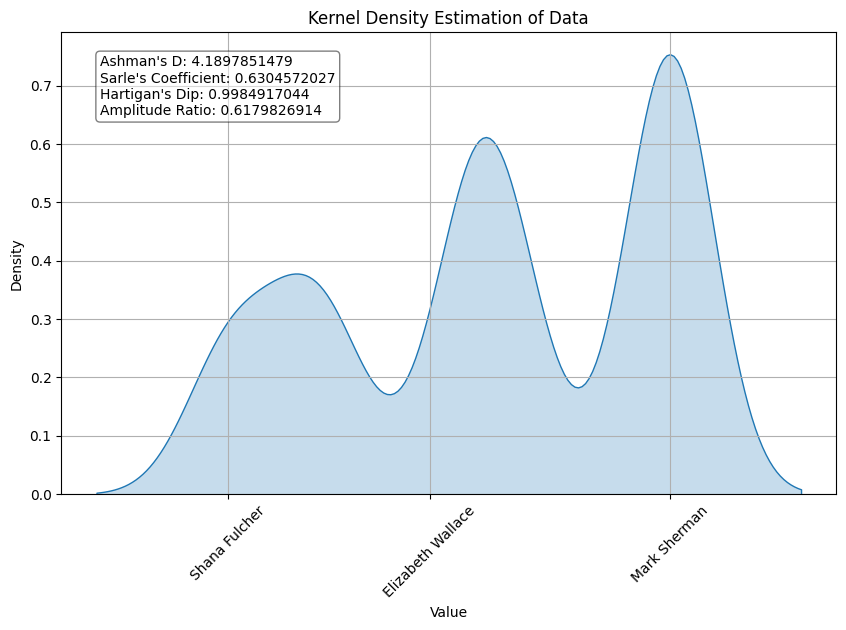 Kernel Density Estimation of Data
Ashman's D: 4.1897851479
Sarle's Coefficient: 0.6304572027
Hartigan's Dip: 0.9984917044
Amplitude Ratio: 0.6179826914
Density
0.7
0.6
0.5
0.4
0.3
0.2
0.1
0.0
Shana Fulcher
Elizabeth Wallace
Mark Sherman
Value